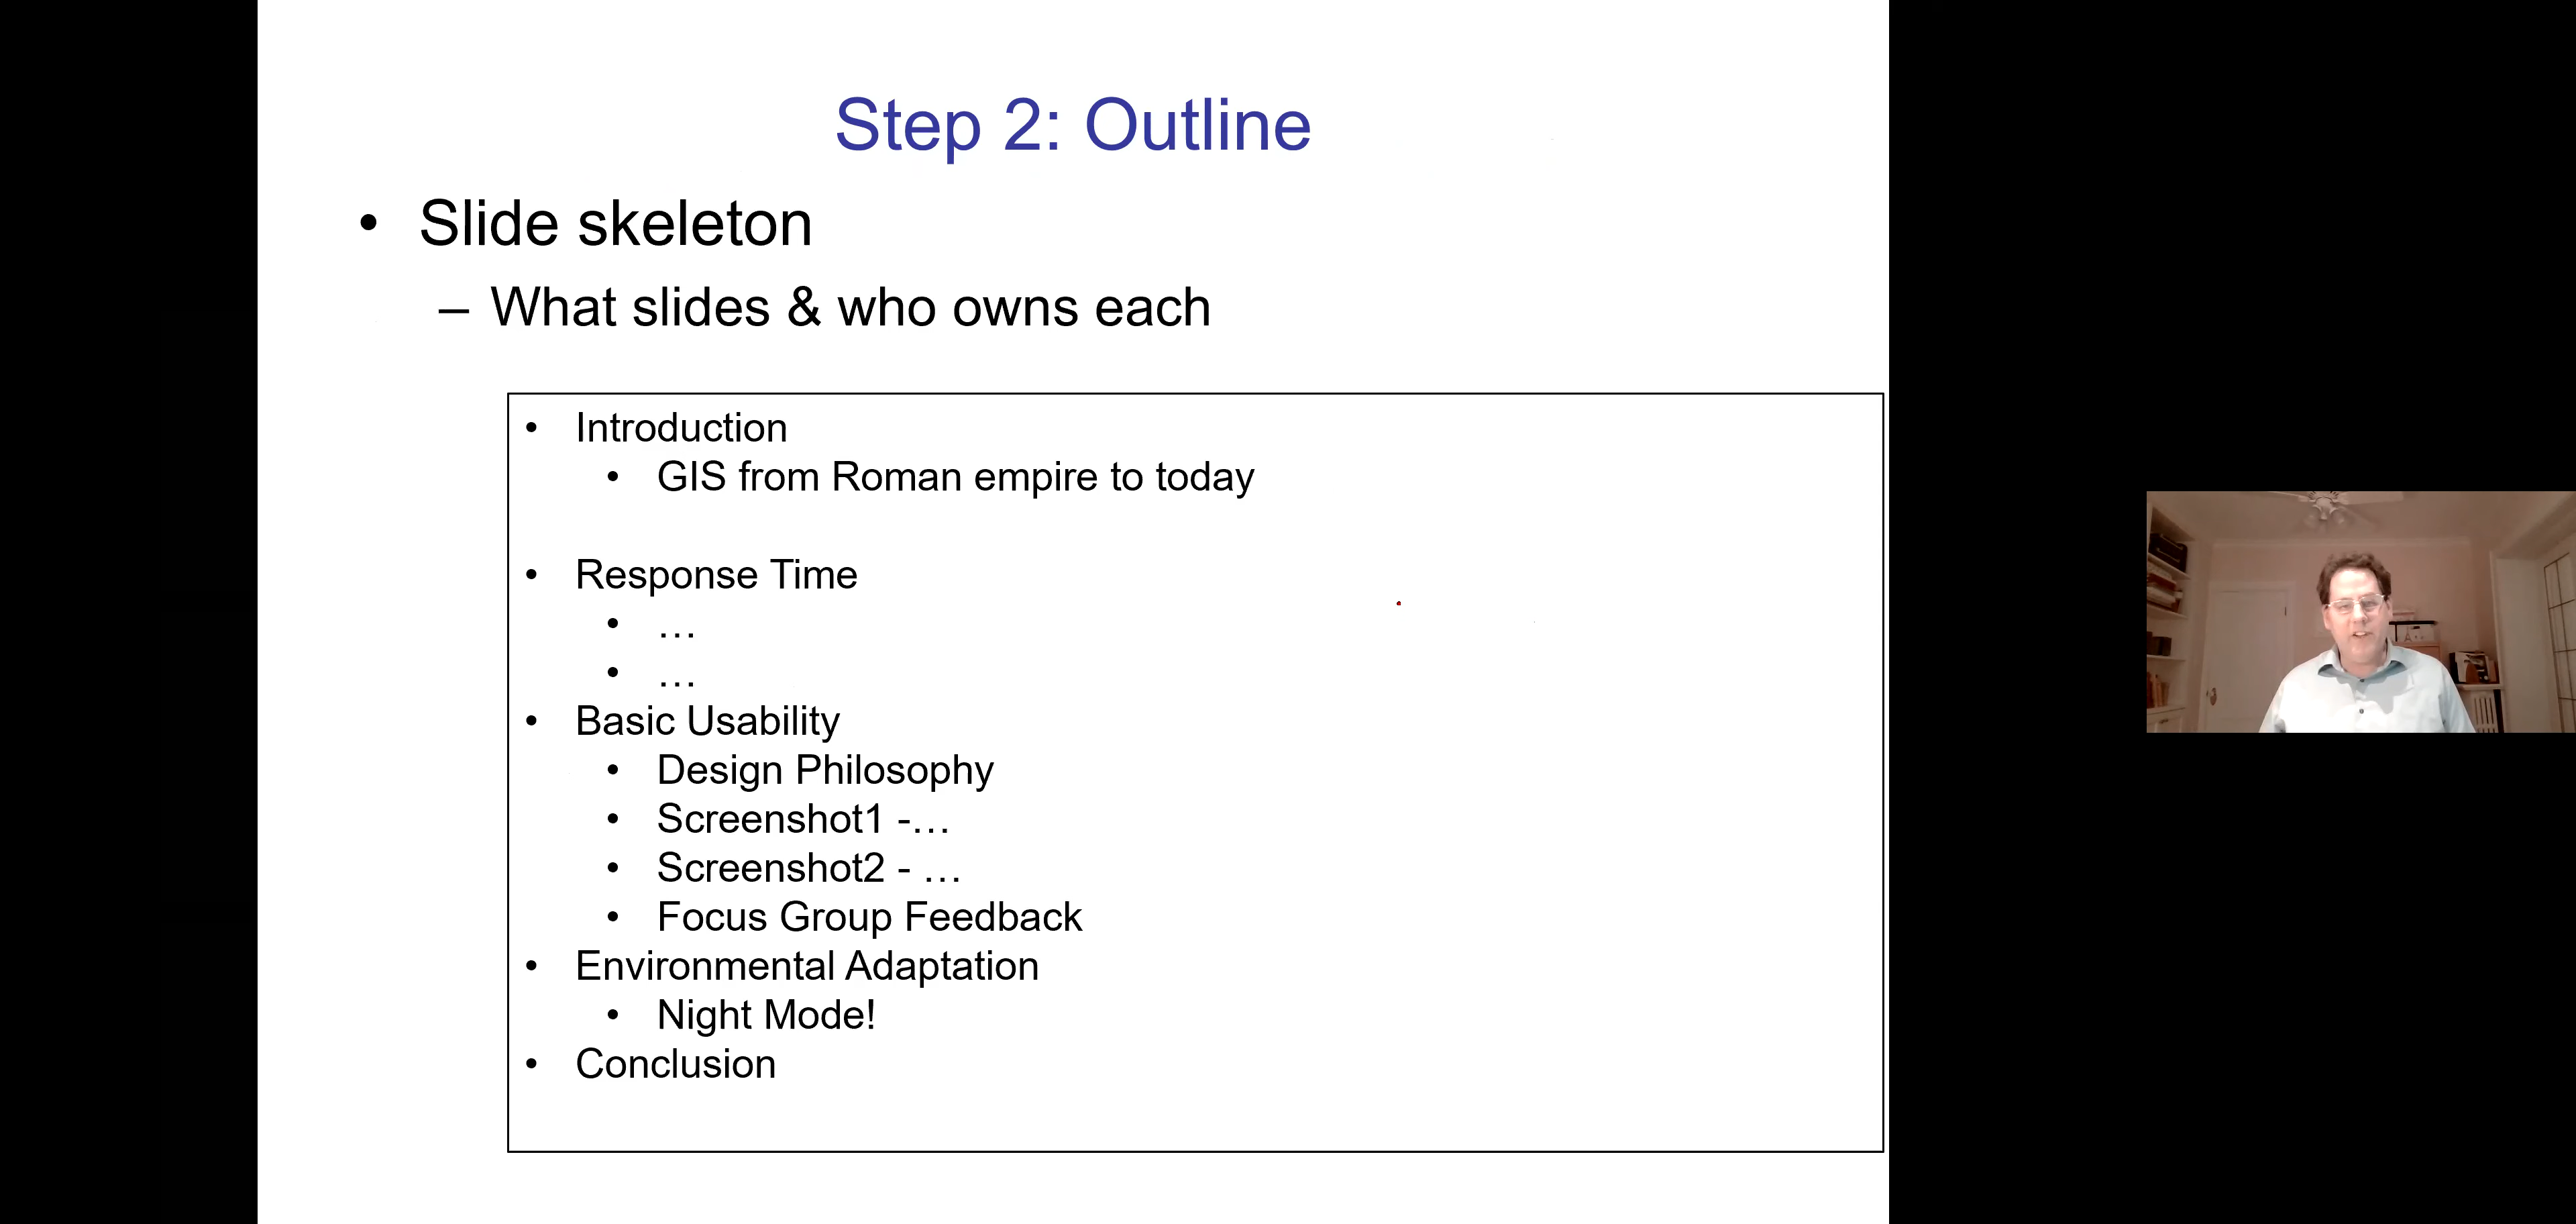 Step 2: Outline
• Slide skeleton
– What slides & who owns each
• Introduction
• GIS from Roman empire to today
• Response Time
• ...
• ...
• Basic Usability
• Design Philosophy
• Screenshot1 -...
• Screenshot2 - ...
• Focus Group Feedback
• Environmental Adaptation
• Night Mode!
• Conclusion